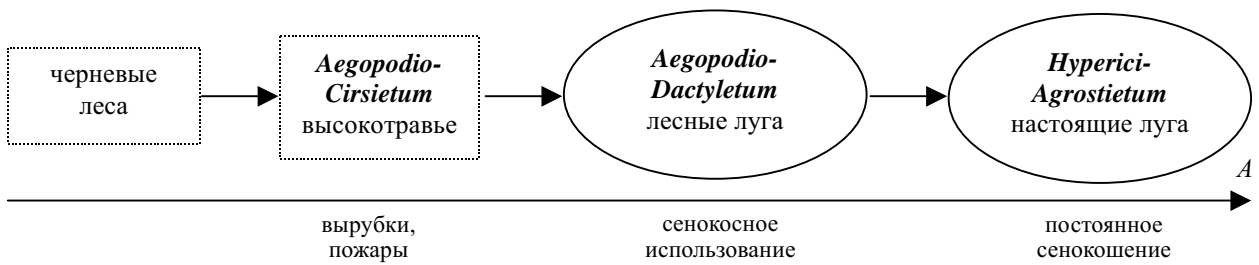 черневые
леса
Aegopodio-
Cirsietum
высокотравье
Aegopodio-
Dactyletum
лесные луга
Hyperici-
Agrostietum
настоящие луга
A
вырубки,
пожары
сенокосное
использование
постоянное
сенокошение